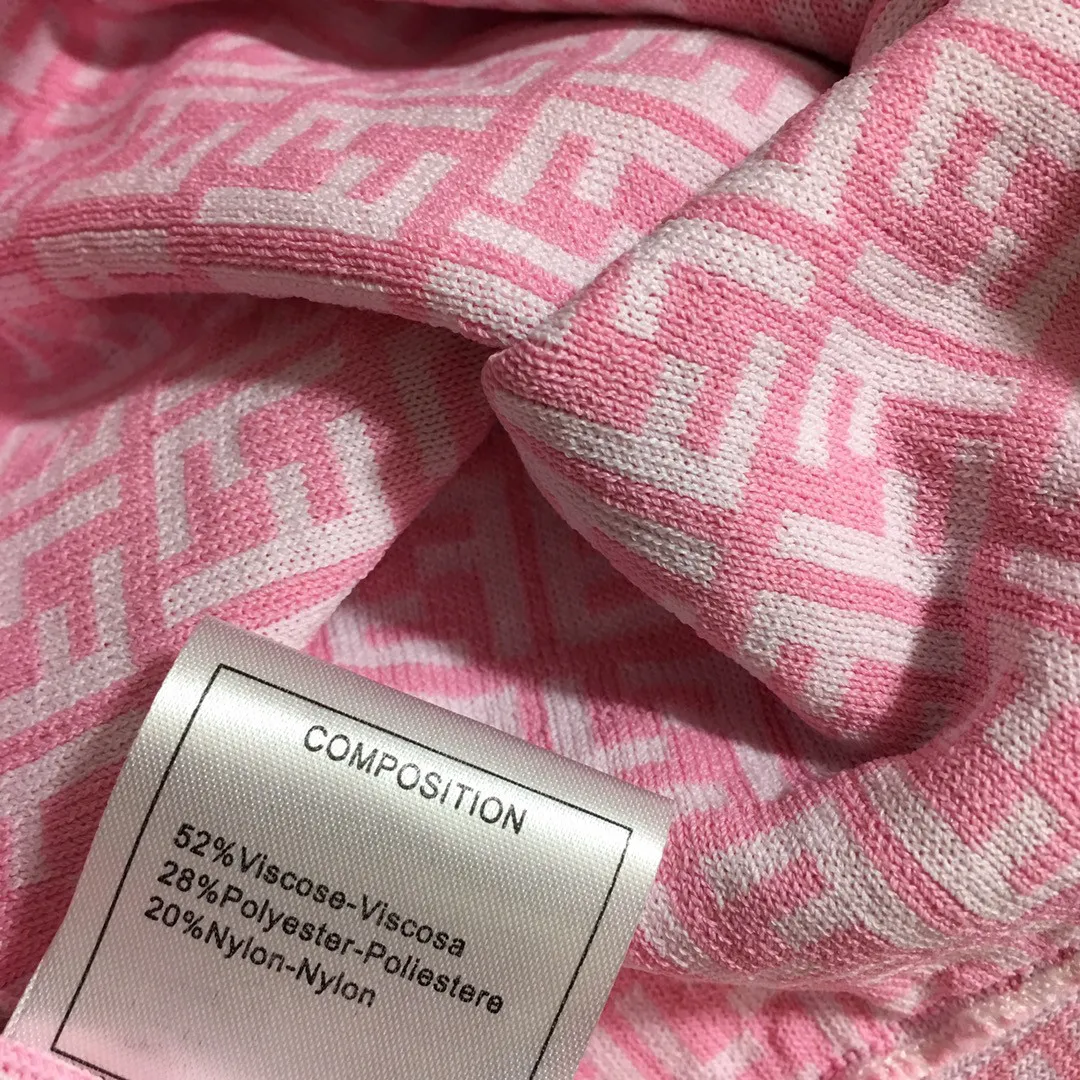 COMPOSITION
52%Viscose-Viscosa
28%Polyester-Poliestere
20%Nylon-Nylon